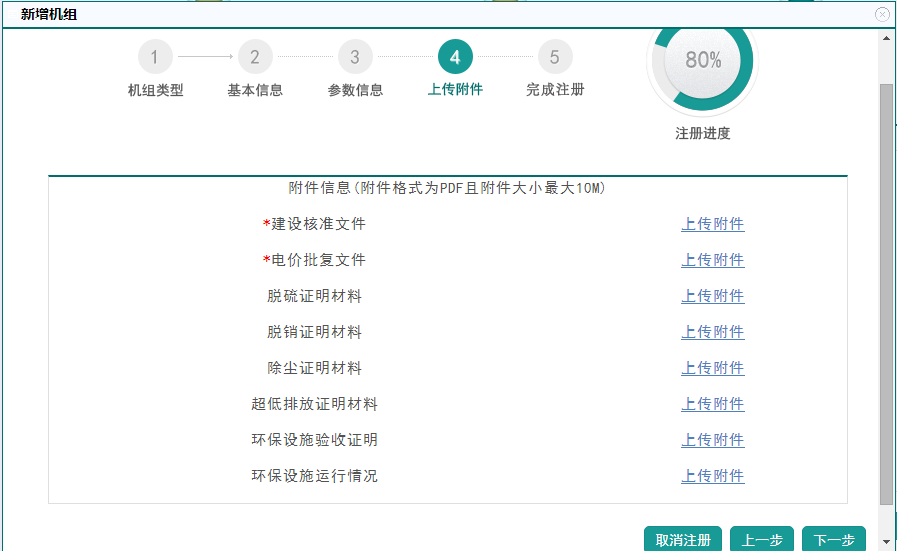 新增机组
1 2 3 4 5
机组类型 基本信息 参数信息 上传附件 完成注册
80%
注册进度
附件信息(附件格式为PDF且附件大小最大10M)
*建设核准文件 上传附件
*电价批复文件 上传附件
脱硫证明材料 上传附件
脱销证明材料 上传附件
除尘证明材料 上传附件
超低排放证明材料 上传附件
环保设施验收证明 上传附件
环保设施运行情况 上传附件
取消注册 上一步 下一步